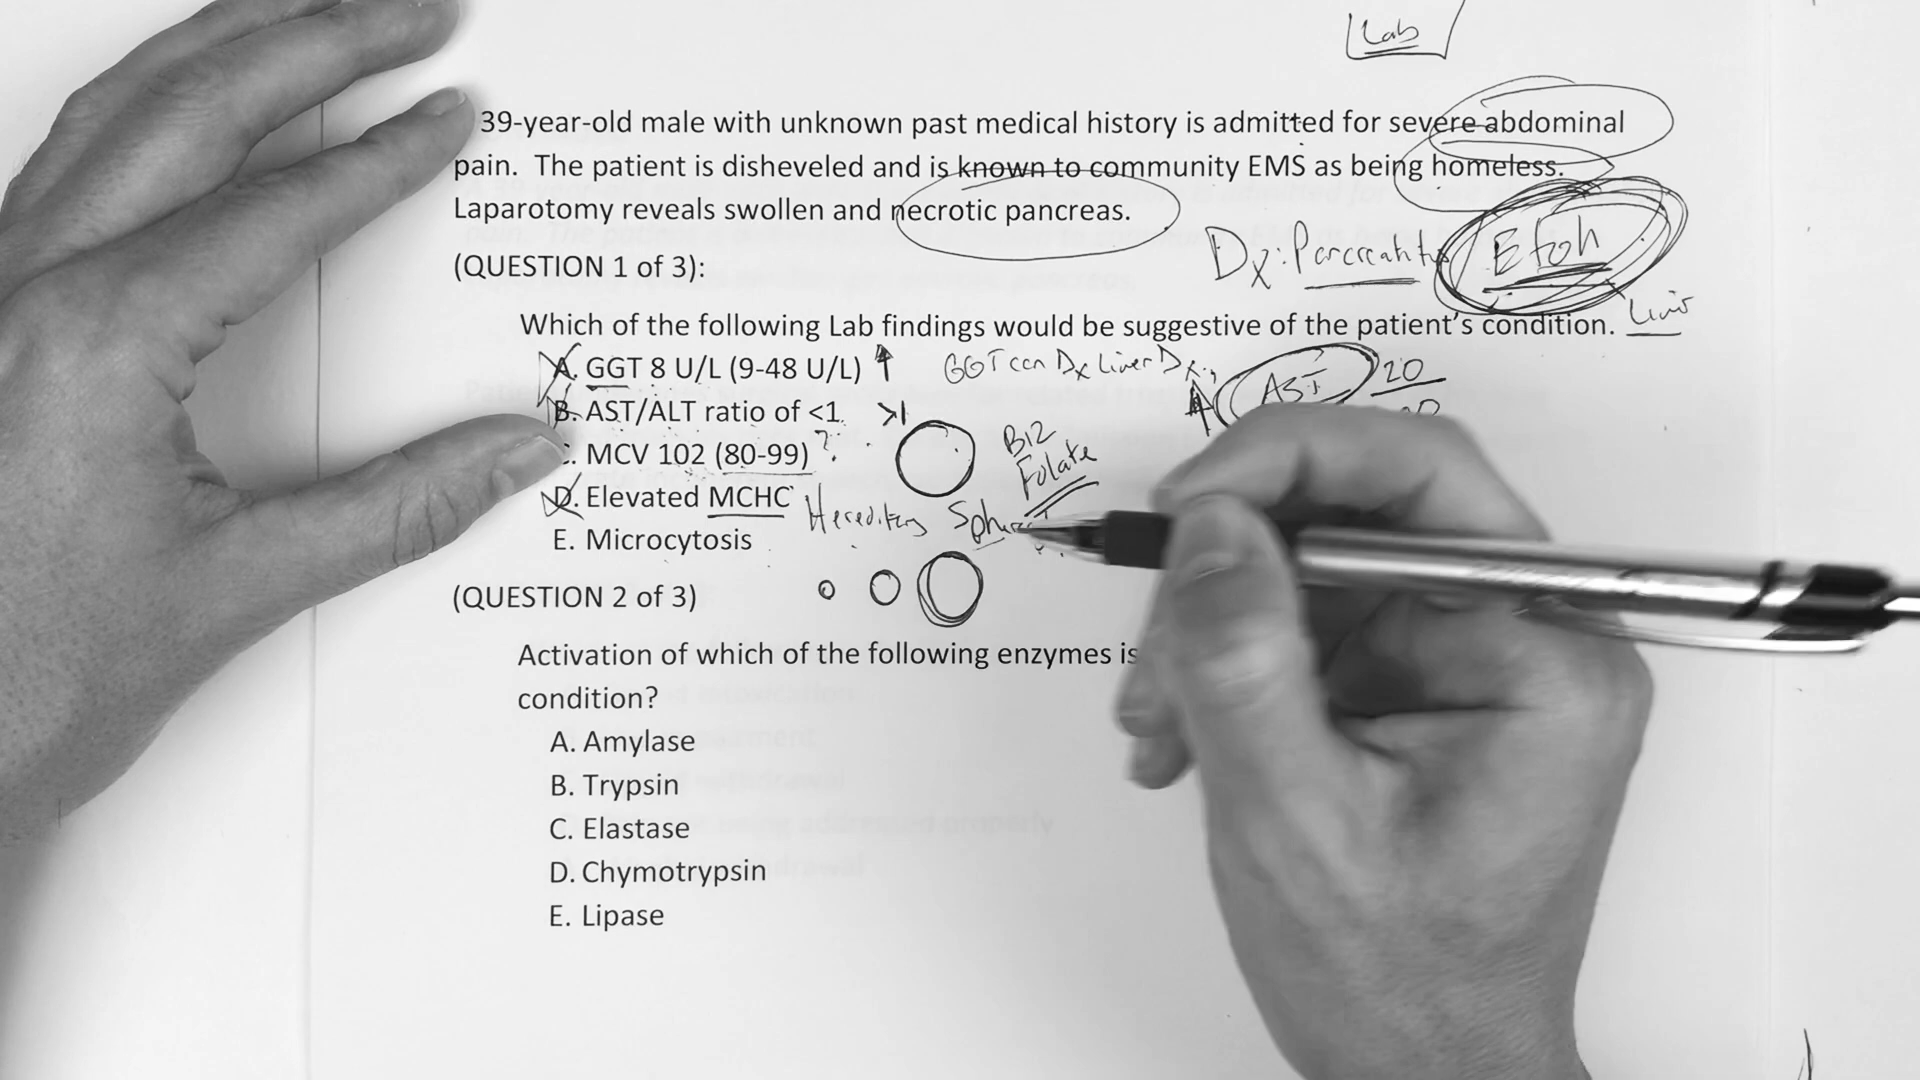 Lab
39-year-old male with unknown past medical history is admitted for severe abdominal
pain. The patient is disheveled and is known to community EMS as being homeless.
Laparotomy reveals swollen and necrotic pancreas.
Dx: Pancreatitis Etoh
(QUESTION 1 of 3):
Which of the following Lab findings would be suggestive of the patient's condition.
A. GGT 8 U/L (9-48 U/L) GGT can Dx Liver Dx. AST 20
B. AST/ALT ratio of <1 >1
C. MCV 102 (80-99) ? B12
Folate
D. Elevated MCHC Hereditary
E. Microcytosis
(QUESTION 2 of 3)
Activation of which of the following enzymes is
condition?
A. Amylase
B. Trypsin
C. Elastase
D. Chymotrypsin
E. Lipase